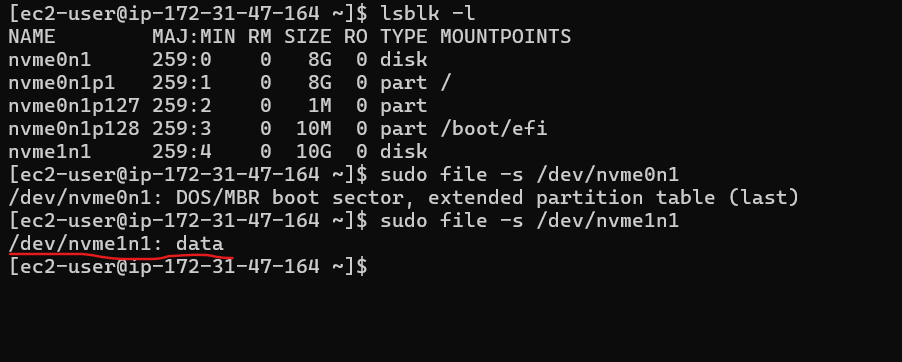 [ec2-user@ip-172-31-47-164 ~]$ lsblk -l
NAME        MAJ:MIN RM SIZE RO TYPE MOUNTPOINTS
nvme0n1     259:0    0   8G  0 disk
nvme0n1p1   259:1    0   8G  0 part /
nvme0n1p127 259:2    0   1M  0 part
nvme0n1p128 259:3    0  10M  0 part /boot/efi
nvme1n1     259:4    0  10G  0 disk
[ec2-user@ip-172-31-47-164 ~]$ sudo file -s /dev/nvme0n1
/dev/nvme0n1: DOS/MBR boot sector, extended partition table (last)
[ec2-user@ip-172-31-47-164 ~]$ sudo file -s /dev/nvme1n1
/dev/nvme1n1: data
[ec2-user@ip-172-31-47-164 ~]$